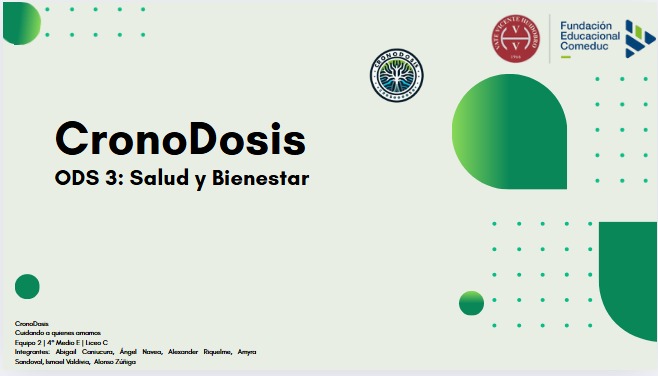 VATE VICENTE HUIDOBRO
1966
Fundación
Educacional
Comeduc
CRONODOSIS
CronoDosis
ODS 3: Salud y Bienestar
CronoDosis
Cuidando a quienes amamos
Equipo 2 | 4° Medio E | Liceo C
Integrantes: Abigail Caniucura, Ángel Navea, Alexander Riquelme, Amyra
Sandoval, Ismael Valdivia, Alonso Zúñiga